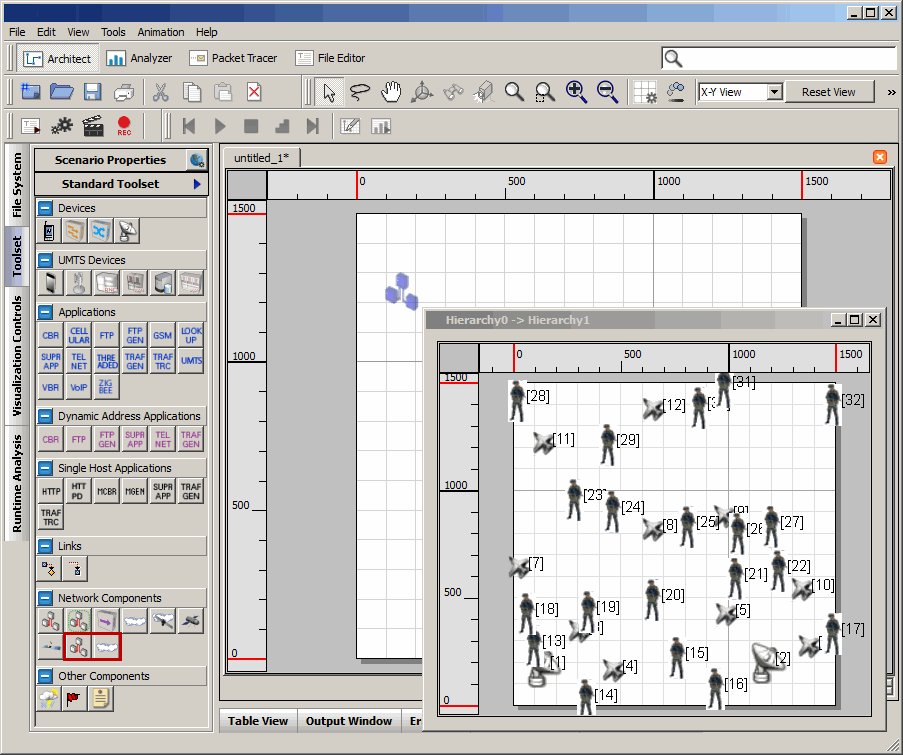 File Edit View Tools Animation Help
Architect Analyzer Packet Tracer File Editor
X-Y View Reset View »
REC
File System
Toolset
Visualization Controls
Runtime Analysis
Scenario Properties
Standard Toolset
Devices
UMTS Devices
Applications
CBR CELL ULAR FTP FTP GEN GSM LOOK UP
SUPR APP TEL NET THRE ADED TRAF GEN TRAF TRC UMTS
VBR VoIP ZIG BEE
Dynamic Address Applications
CBR FTP FTP GEN SUPR APP TEL NET TRAF GEN
Single Host Applications
HTTP HTT PD MCBR MGEN SUPR APP TRAF GEN
TRAF TRC
Links
Network Components
Other Components
untitled_1*
0 500 1000 1500
1500
1000
500
0
Hierarchy0 -> Hierarchy1
0 500 1000 1500
1500
1000
500
0
[28] [12] [31] [32]
[11] [29]
[23] [24] [8] [25] [9] [26] [27]
[7] [21] [22] [10]
[18] [19] [20] [5] [17]
[13] [1] [4] [15] [2]
[14] [16]
Table View Output Window Er